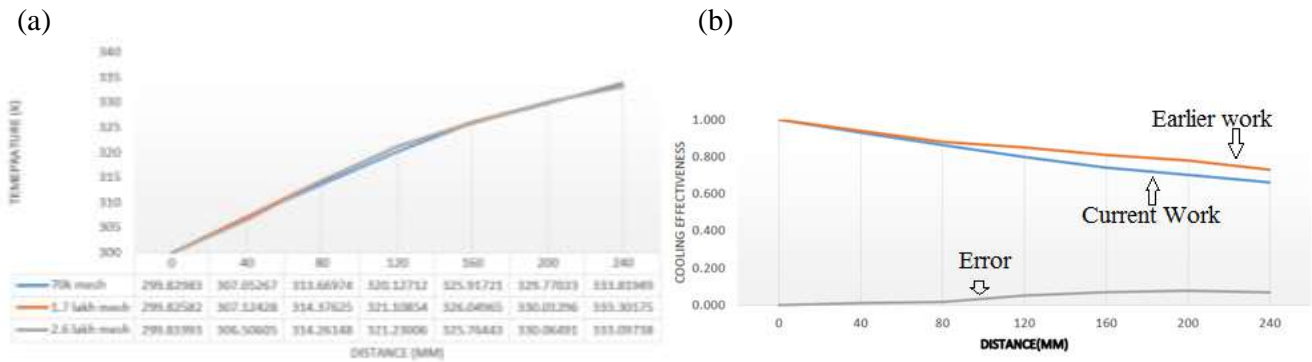 (a)
340
335
330
325
320
315
310
305
300
TEMEPRATURE (K)
0 40 80 120 160 200 240
70k mesh 299.82983 307.05267 313.66974 320.12712 325.91721 329.77033 333.81949
1.7 lakh mesh 299.82582 307.12428 314.37625 321.10854 326.04965 330.01296 333.30175
2.6 lakh mesh 299.83993 306.50605 314.26148 321.23006 325.76443 330.06491 333.09738
DISTANCE (MM)
(b)
1.000
0.800
0.600
0.400
0.200
0.000
COOLING EFFECTIVENESS
Earlier work
Current Work
Error
0 40 80 120 160 200 240
DISTANCE(MM)